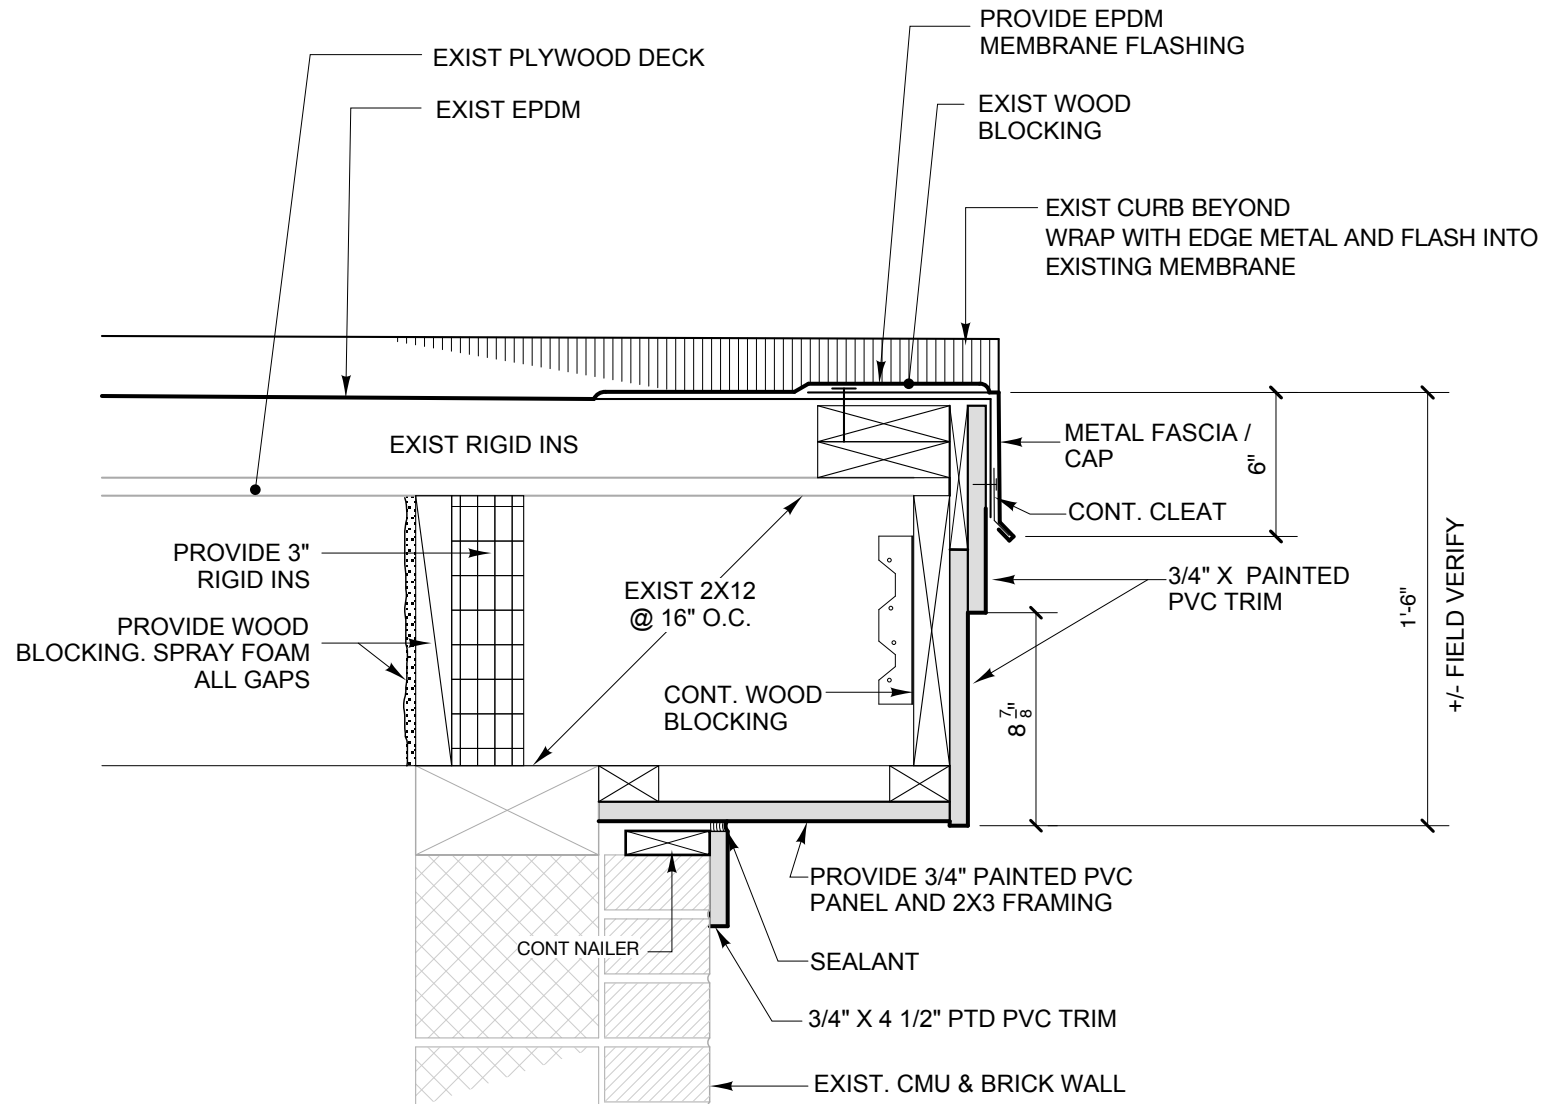 PROVIDE EPDM
MEMBRANE FLASHING
EXIST PLYWOOD DECK
EXIST EPDM
EXIST WOOD
BLOCKING
EXIST CURB BEYOND
WRAP WITH EDGE METAL AND FLASH INTO
EXISTING MEMBRANE
EXIST RIGID INS
METAL FASCIA /
CAP
6"
CONT. CLEAT
PROVIDE 3"
RIGID INS
EXIST 2X12
@ 16" O.C.
3/4" X  PAINTED
PVC TRIM
1'-6"
+/- FIELD VERIFY
PROVIDE WOOD
BLOCKING. SPRAY FOAM
ALL GAPS
CONT. WOOD
BLOCKING
8 7/8"
PROVIDE 3/4" PAINTED PVC
PANEL AND 2X3 FRAMING
CONT NAILER
SEALANT
3/4" X 4 1/2" PTD PVC TRIM
EXIST. CMU & BRICK WALL